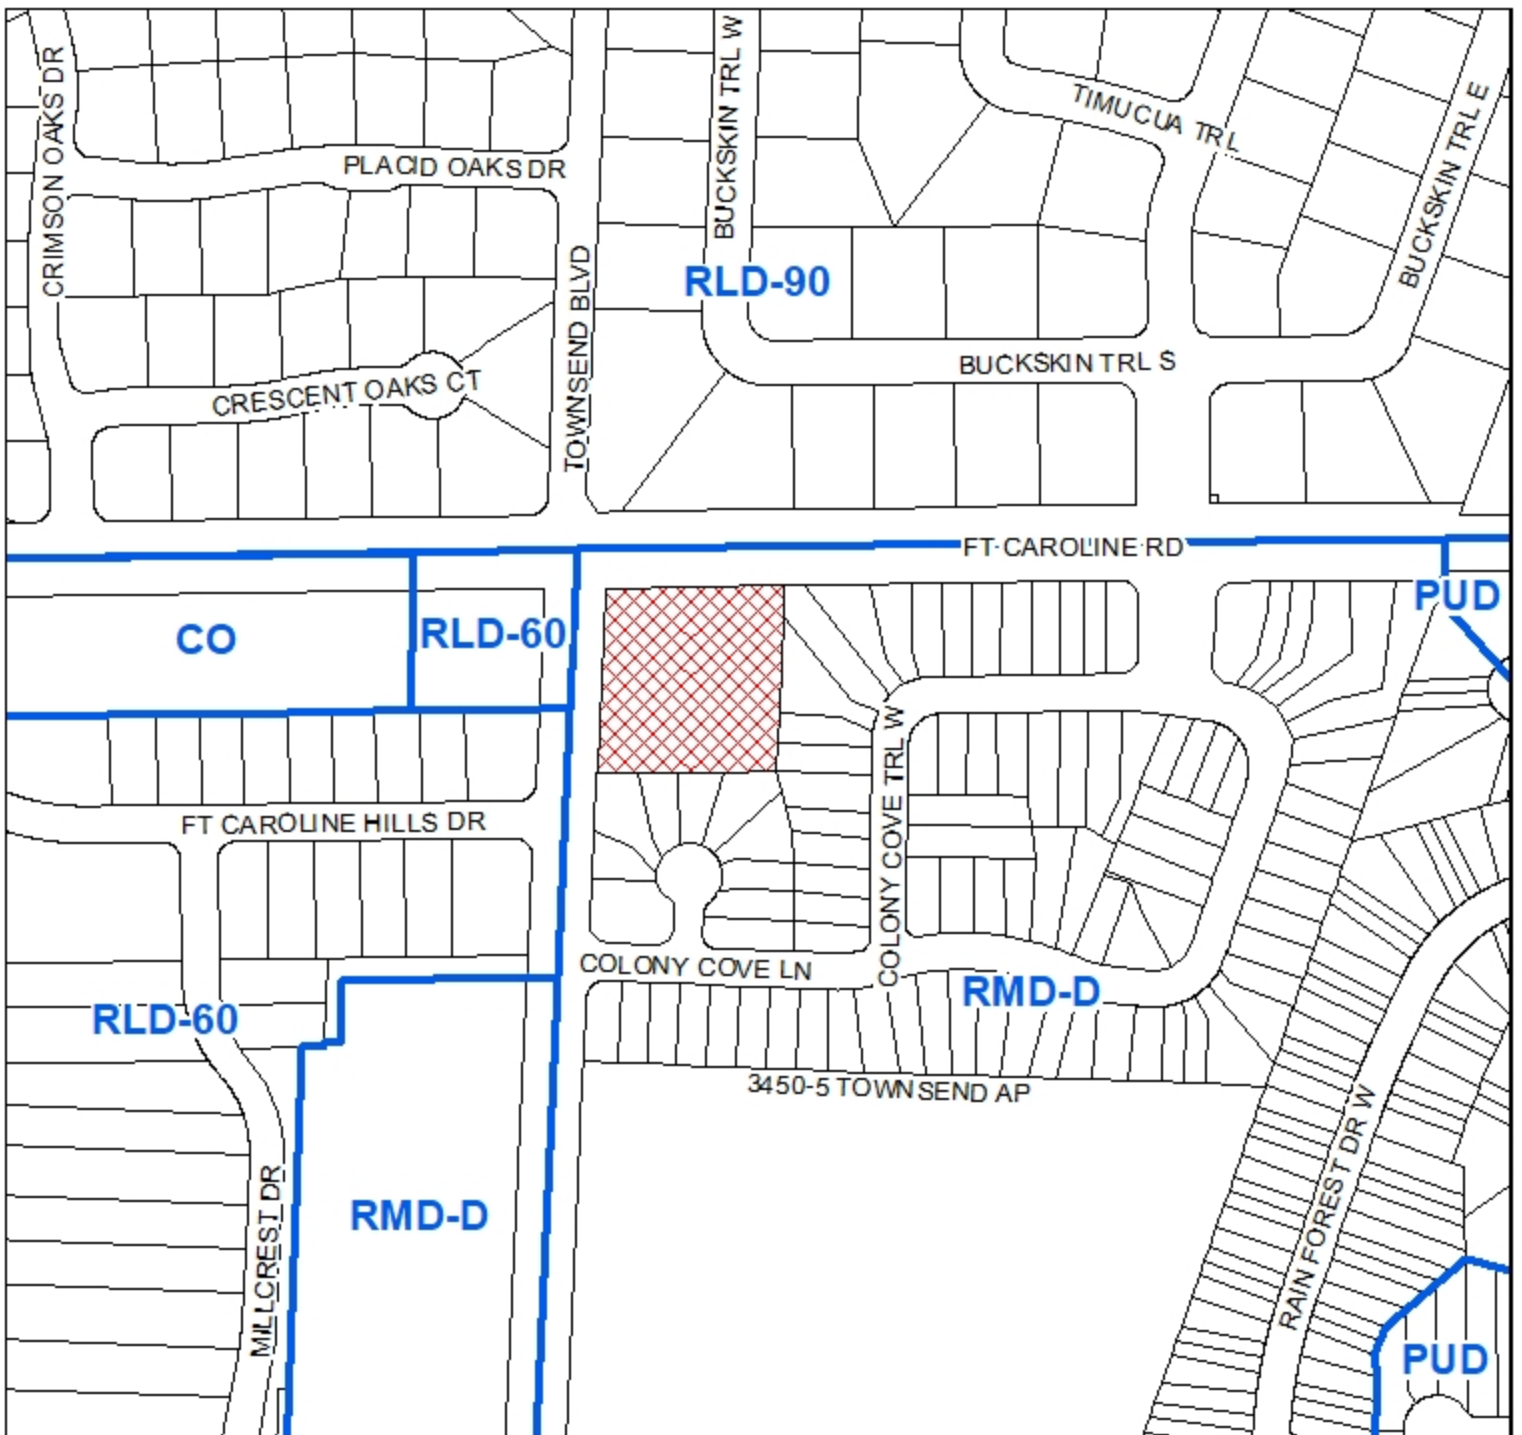 CRIMSON OAKS DR
PLACID OAKS DR
BUCKSKIN TRL W
TIMUCUA TRL
BUCKSKIN TRL E
RLD-90
TOWNSEND BLVD
BUCKSKIN TRL S
CRESCENT OAKS CT
FT CAROLINE RD
PUD
CO
RLD-60
FT CAROLINE HILLS DR
COLONY COVE TRL W
COLONY COVE LN
RMD-D
RLD-60
3450-5 TOWNSEND AP
RAIN FOREST DR W
MILLCREST DR
RMD-D
PUD